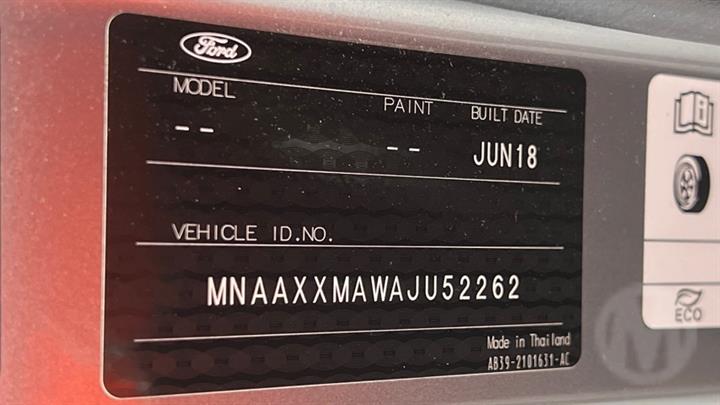 Ford
MODEL PAINT BUILT DATE
-- -- JUN18
VEHICLE ID.NO.
MNAAXXMAWAJU52262
Made in Thailand
AB39-2101631-AC
ECO
M